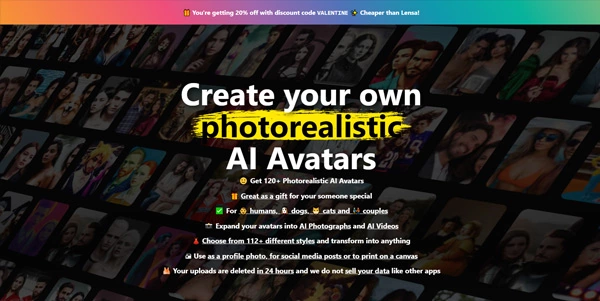 🎁 You're getting 20% off with discount code VALENTINE 💫 Cheaper than Lensa!
Create your own
photorealistic
AI Avatars
😀 Get 120+ Photorealistic AI Avatars
🎁 Great as a gift for your someone special
✅ For 👩 humans, 🐶 dogs, 🐱 cats and 👫 couples
Expand your avatars into AI Photographs and AI Videos
Choose from 112+ different styles and transform into anything
Use as a profile photo, for social media posts or to print on a canvas
Your uploads are deleted in 24 hours and we do not sell your data like other apps